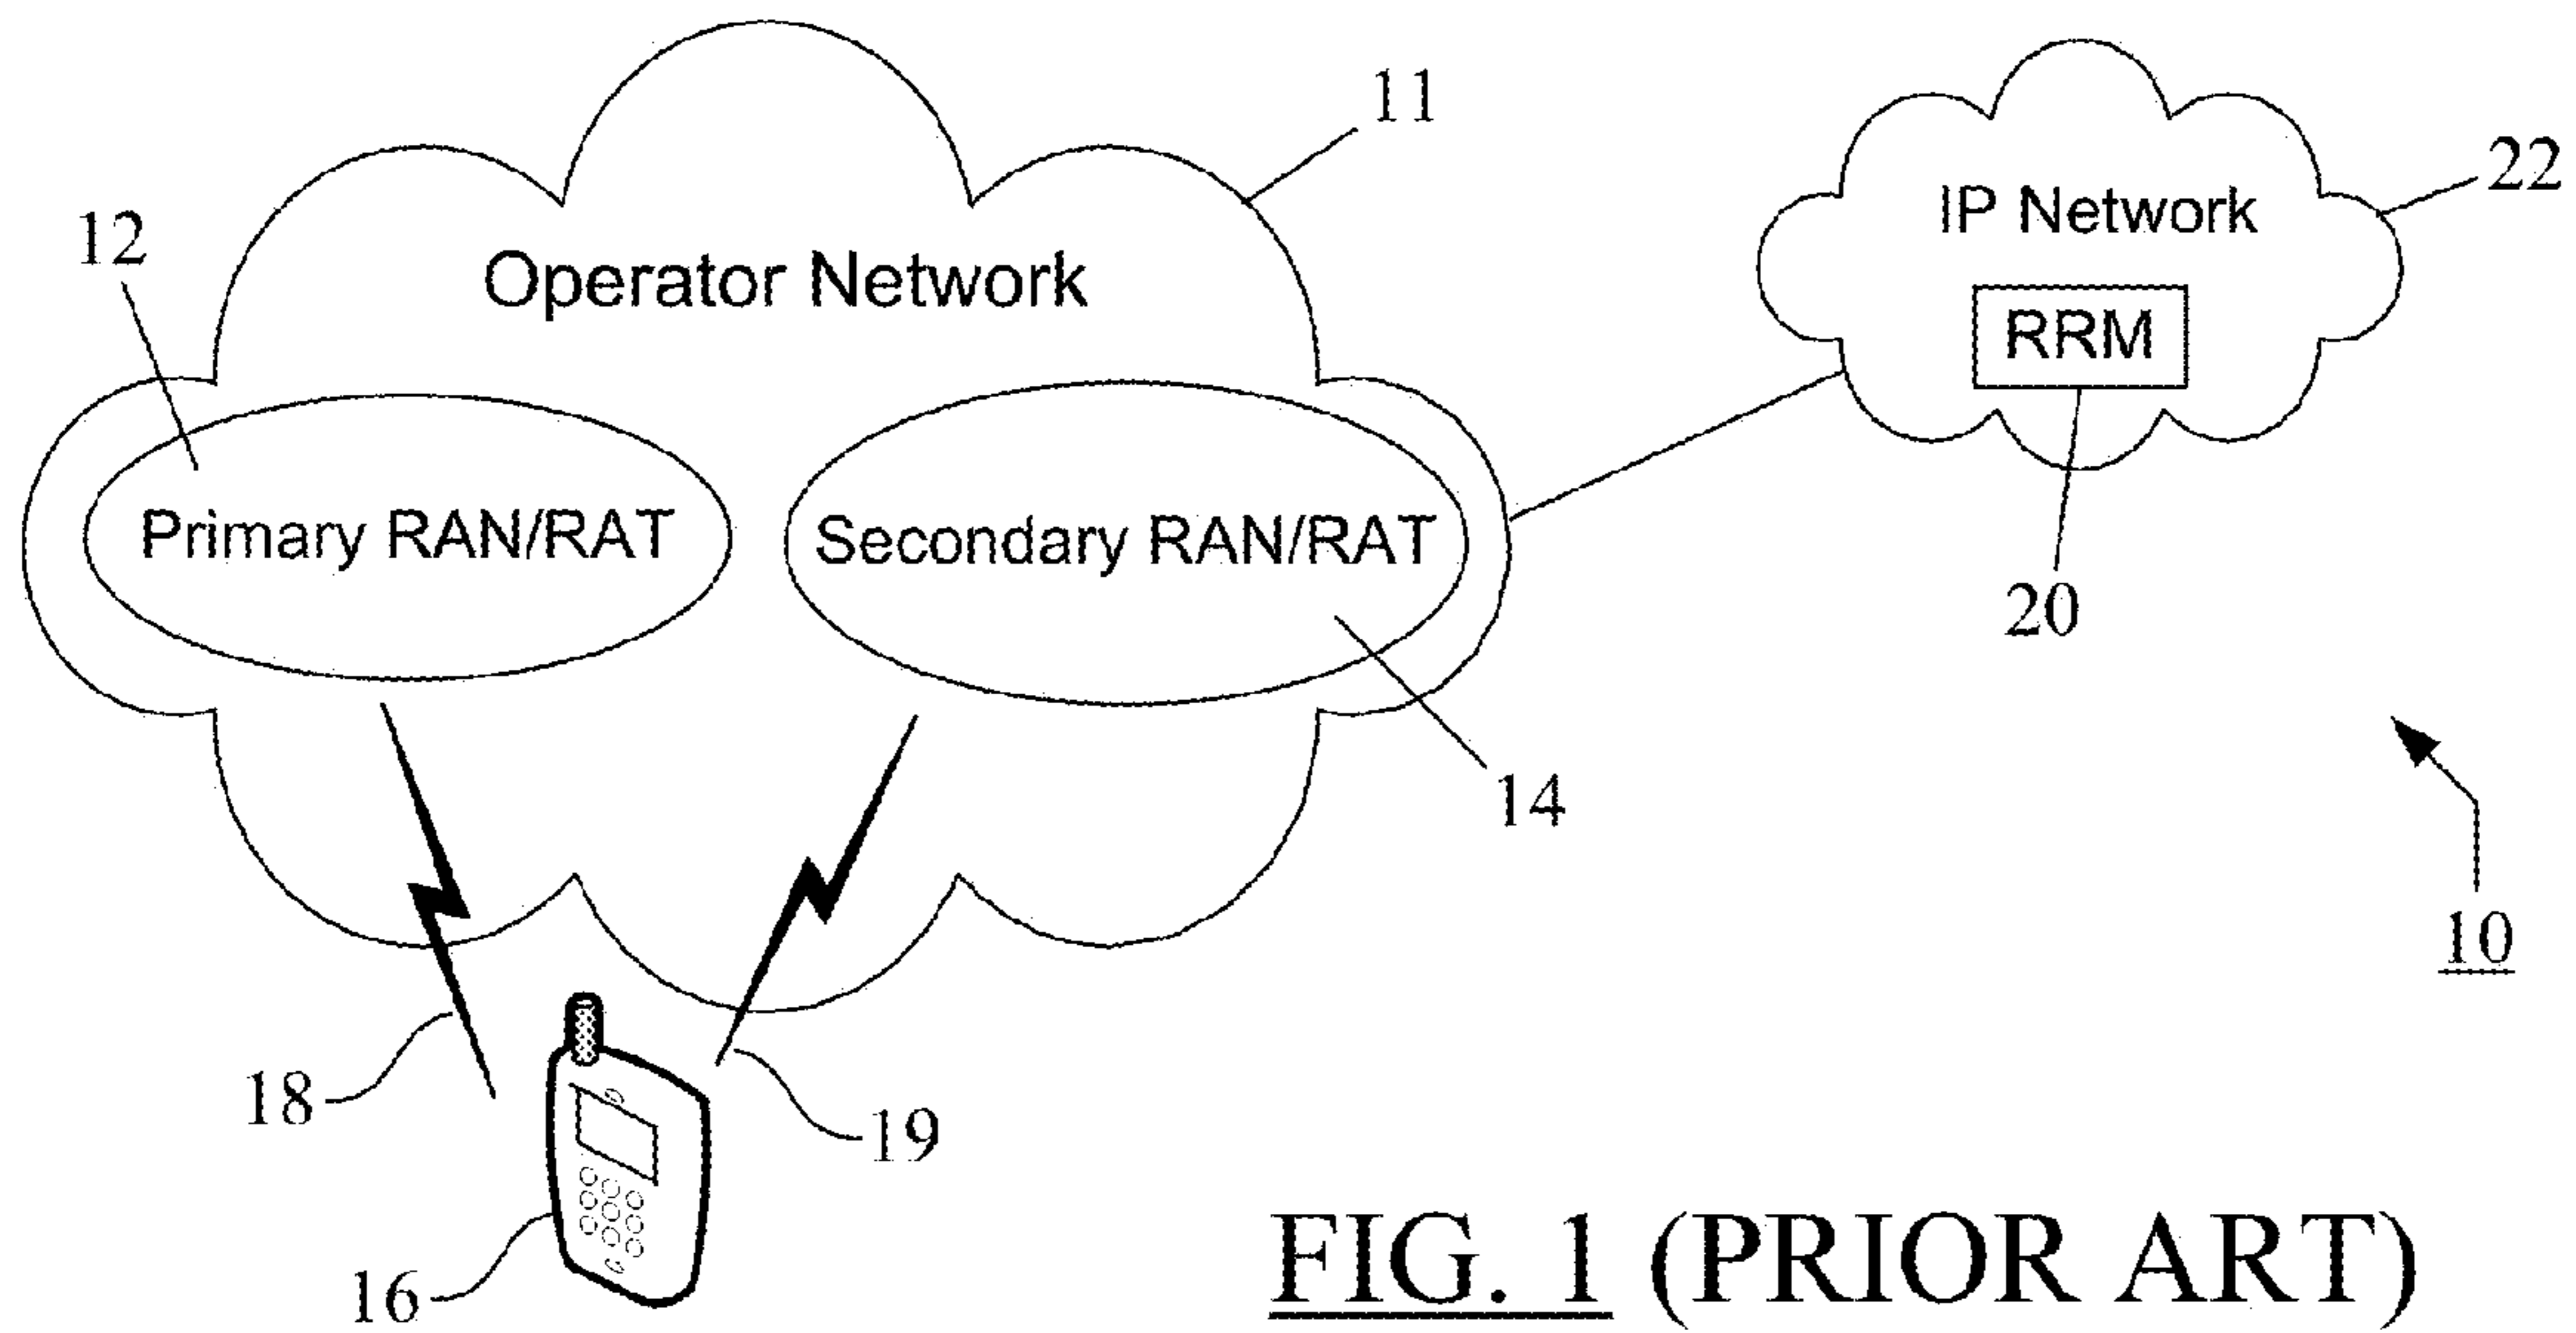 11
22
IP Network
12
Operator Network
RRM
Primary RAN/RAT
Secondary RAN/RAT
20
14
10
18
19
16
FIG. 1 (PRIOR ART)